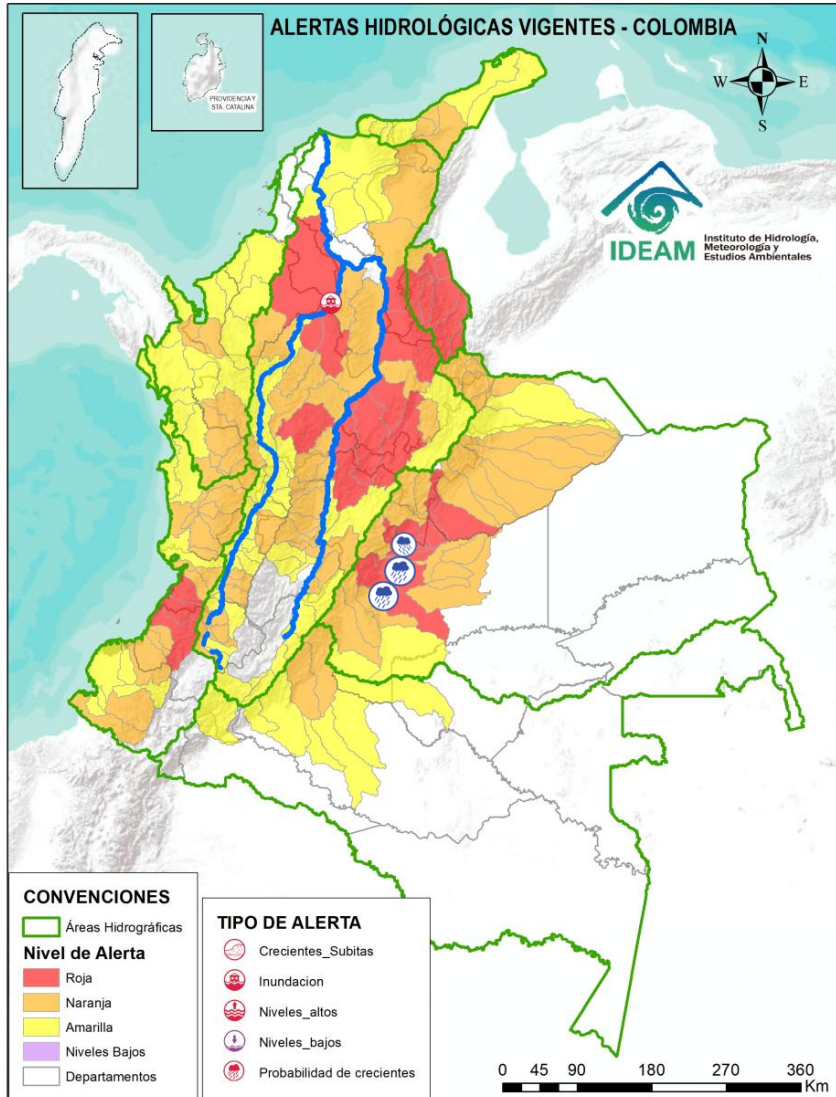 ALERTAS HIDROLÓGICAS VIGENTES - COLOMBIA
PROVIDENCIA Y
STA. CATALINA
N
W
E
S
IDEAM
Instituto de Hidrología,
Meteorología y
Estudios Ambientales
CONVENCIONES
Áreas Hidrográficas
Nivel de Alerta
Roja
Naranja
Amarilla
Niveles Bajos
Departamentos
TIPO DE ALERTA
Crecientes_Subitas
Inundacion
Niveles_altos
Niveles_bajos
Probabilidad de crecientes
0 45 90 180 270 360
Km